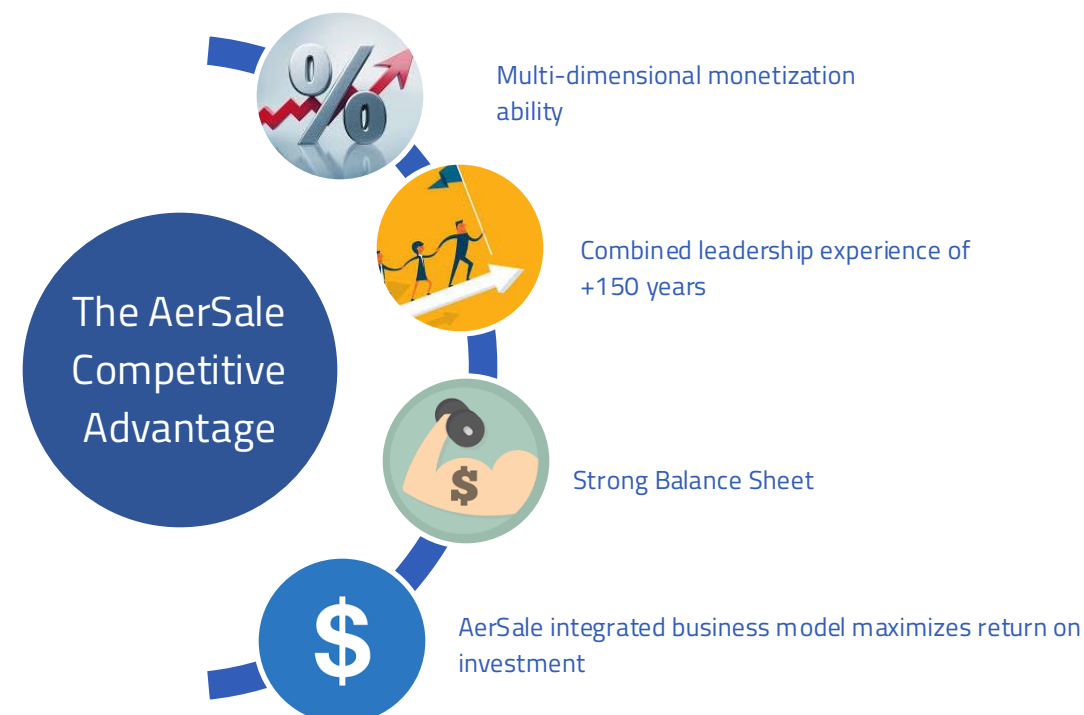 Multi-dimensional monetization
ability
Combined leadership experience of
+150 years
The AerSale
Competitive
Advantage
$
Strong Balance Sheet
$
AerSale integrated business model maximizes return on
investment